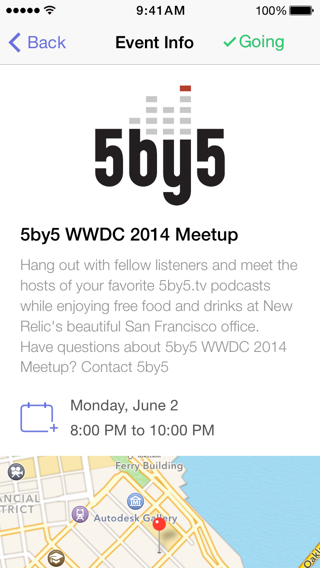 9:41AM 100%
Back Event Info Going
5by5
5by5 WWDC 2014 Meetup
Hang out with fellow listeners and meet the
hosts of your favorite 5by5.tv podcasts
while enjoying free food and drinks at New
Relic's beautiful San Francisco office.
Have questions about 5by5 WWDC 2014
Meetup? Contact 5by5
Monday, June 2
8:00 PM to 10:00 PM
Ferry Building
NCIAL
TRICT
Autodesk Gallery
Oakl